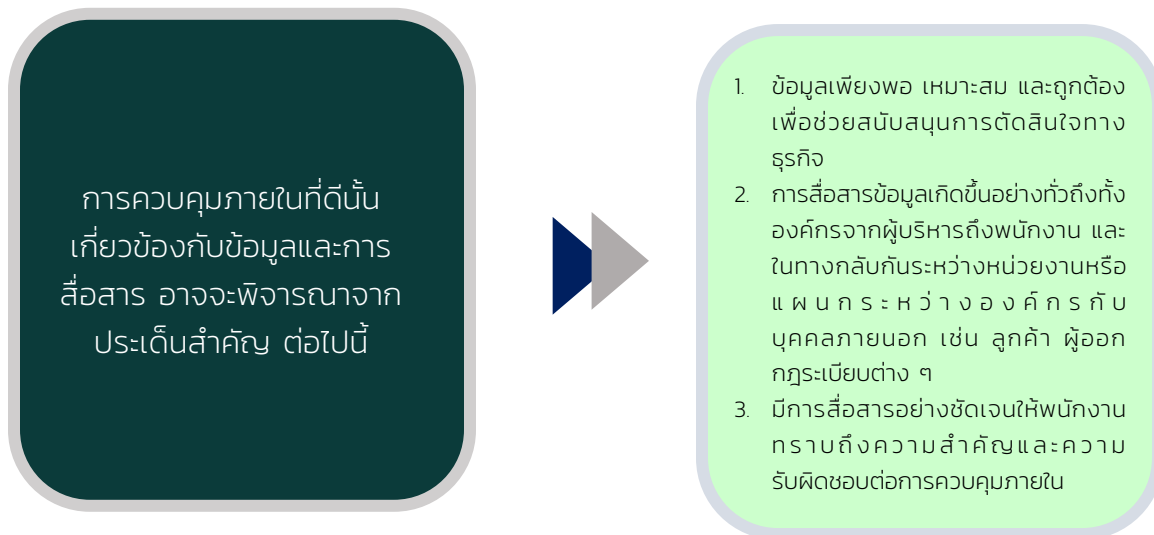 การควบคุมภายในที่ดีนั้น
เกี่ยวข้องกับข้อมูลและการ
สื่อสาร อาจจะพิจารณาจาก
ประเด็นสำคัญ ต่อไปนี้
1. ข้อมูลเพียงพอ เหมาะสม และถูกต้อง
เพื่อช่วยสนับสนุนการตัดสินใจทาง
ธุรกิจ
2. การสื่อสารข้อมูลเกิดขึ้นอย่างทั่วถึงทั้ง
องค์กรจากผู้บริหารถึงพนักงาน และ
ในทางกลับกันระหว่างหน่วยงานหรือ
แผนกระหว่างองค์กรกับ
บุคคลภายนอก เช่น ลูกค้า ผู้ออก
กฎระเบียบต่าง ๆ
3. มีการสื่อสารอย่างชัดเจนให้พนักงาน
ทราบถึงความสำคัญและความ
รับผิดชอบต่อการควบคุมภายใน